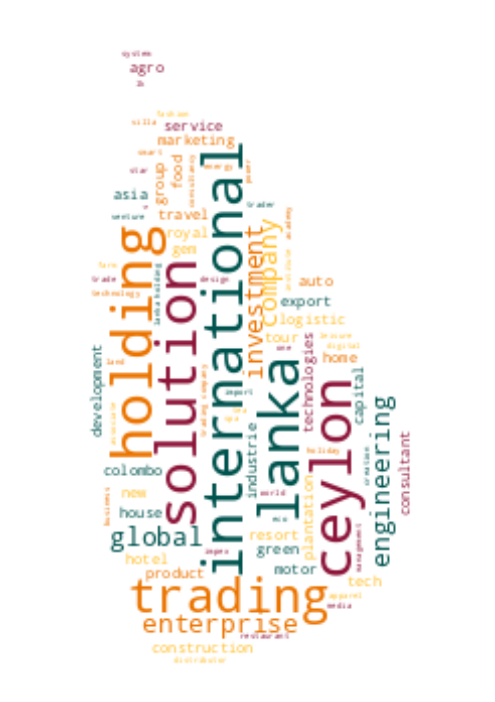 system
agro
fashion
villa
service
marketing
smart
food
group
consultancy
energy
power
international
star
asia
venture
travel
trader
academy
royal
gem
holding
solution
lanka holding
investment
company
trade
technology
design
auto
export
logistic
tour
leisure
digital
home
technologies
land
development
associate
trading company
import
lanka
ceylon
capital
engineering
consultant
industrie
holiday
creation
colombo
new
world
business
house
eco
plantation
management
global
resort
green
impex
hotel
product
motor
tech
trading
apparel
media
enterprise
restaurant
construction
distributor